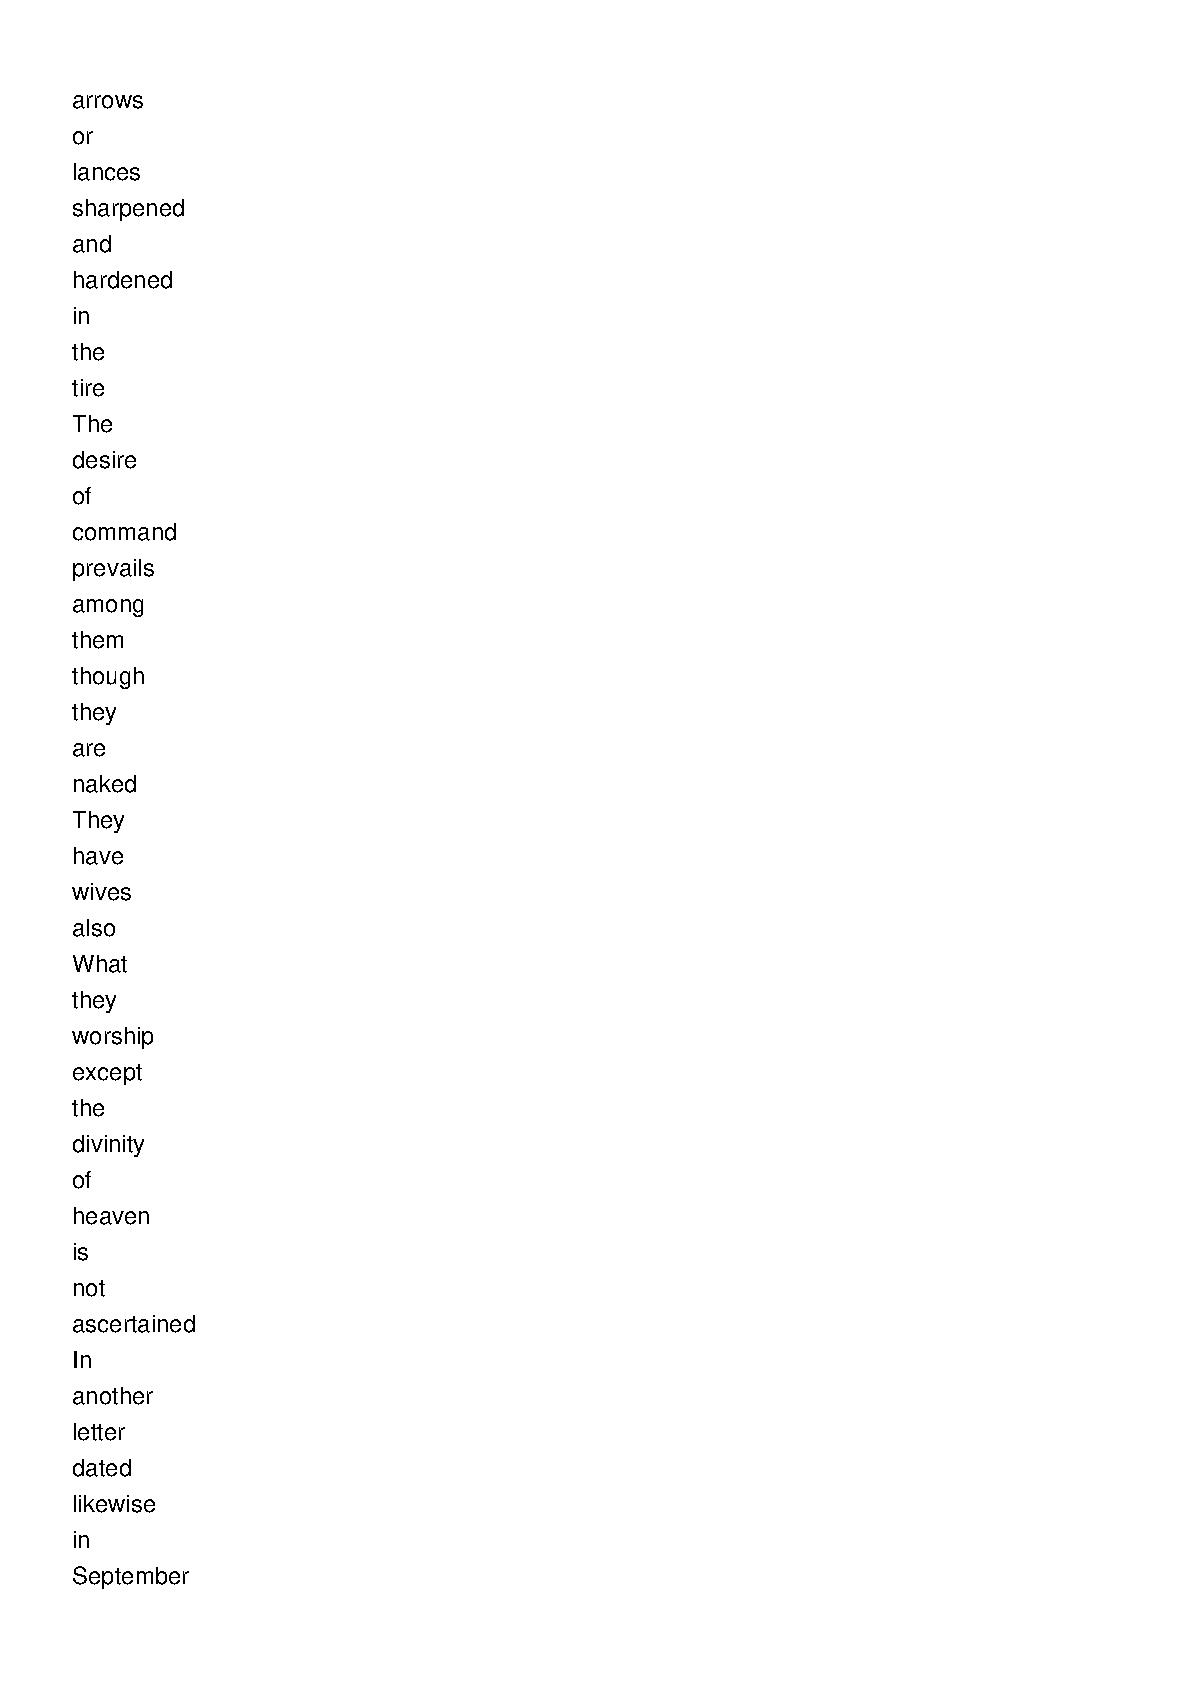 arrows
or
lances
sharpened
and
hardened
in
the
tire
The
desire
of
command
prevails
among
them
though
they
are
naked
They
have
wives
also
What
they
worship
except
the
divinity
of
heaven
is
not
ascertained
In
another
letter
dated
likewise
in
September